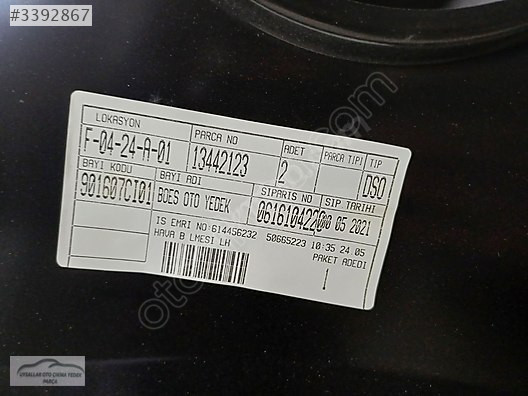 #3392867
LOKASYON
PARCA NO
ADET
PARCA TIPI
TIP
F-04-24-A-01
13442123
2
DSO
BAYI KODU
BAYI ADI
SIPARIS NO
SIP TARIHI
901607CI01
BOES OTO YEDEK
05 2021
IS EMRI NO:614456232
50665223 10:35 24.05
HAVA B LMESI LH
PAKET ADEDI
1